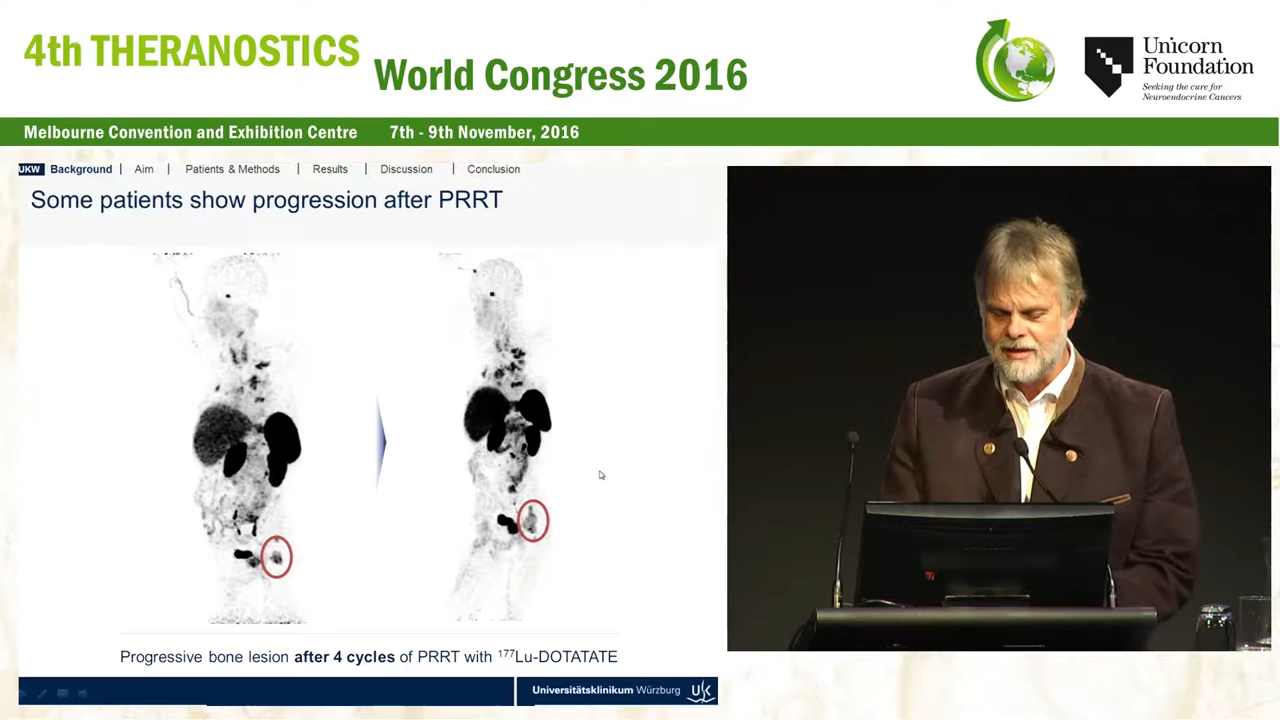 4th THERANOSTICS
World Congress 2016
Unicorn
Foundation
Seeking the cure for
Neuroendocrine Cancers
Melbourne Convention and Exhibition Centre 7th - 9th November, 2016
UKW Background | Aim | Patients & Methods | Results | Discussion | Conclusion
Some patients show progression after PRRT
Progressive bone lesion after 4 cycles of PRRT with ¹⁷⁷Lu-DOTATATE
Universitätsklinikum Würzburg UK